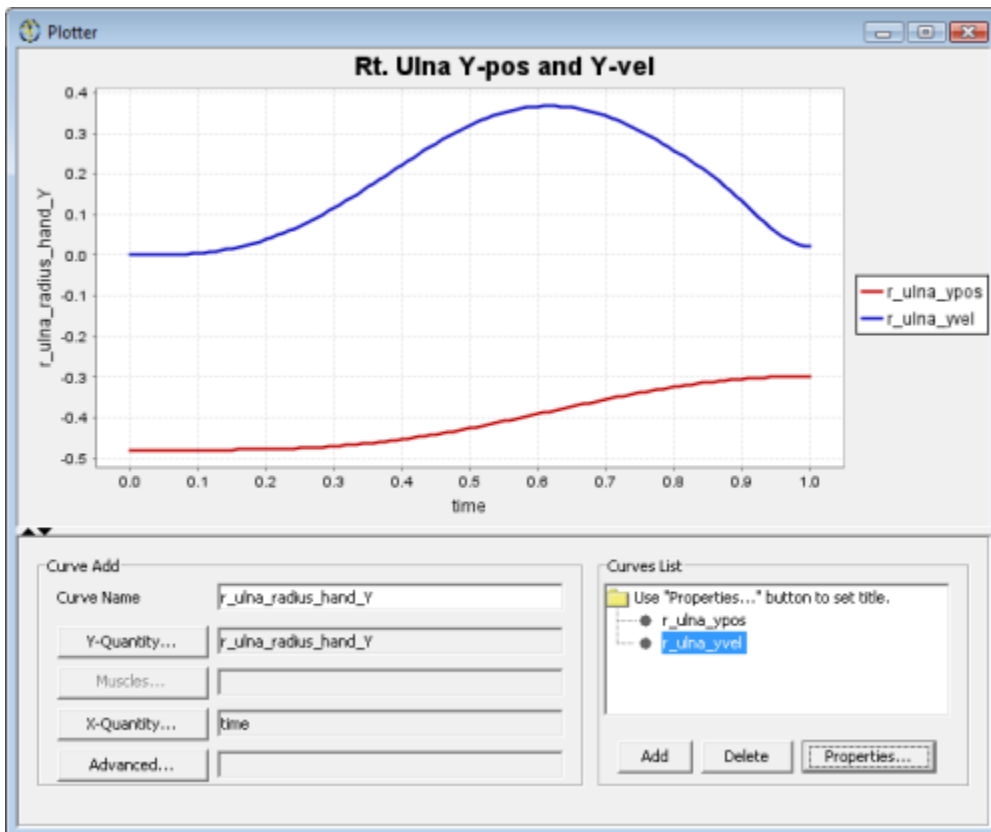 Plotter
Rt. Ulna Y-pos and Y-vel
r_ulna_radius_hand_Y
0.4
0.3
0.2
0.1
0.0
-0.1
-0.2
-0.3
-0.4
-0.5
0.0 0.1 0.2 0.3 0.4 0.5 0.6 0.7 0.8 0.9 1.0
time
r_ulna_ypos
r_ulna_yvel
Curve Add
Curve Name r_ulna_radius_hand_Y
Y-Quantity... r_ulna_radius_hand_Y
Muscles...
X-Quantity... time
Advanced...
Curves List
Use "Properties..." button to set title.
r_ulna_ypos
r_ulna_yvel
Add Delete Properties...